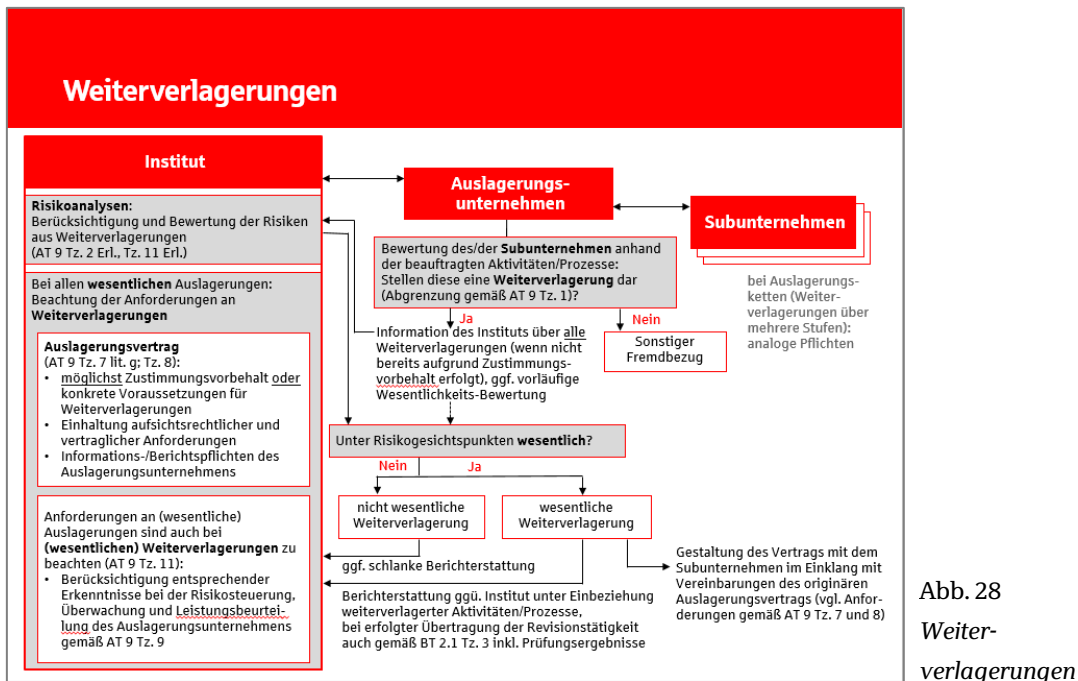 Weiterverlagerungen
Institut
Risikoanalysen:
Berücksichtigung und Bewertung der Risiken
aus Weiterverlagerungen
(AT 9 Tz. 2 Erl., Tz. 11 Erl.)
Bei allen wesentlichen Auslagerungen:
Beachtung der Anforderungen an
Weiterverlagerungen
Auslagerungsvertrag
(AT 9 Tz. 7 lit. g; Tz. 8):
• möglichst Zustimmungsvorbehalt oder
konkrete Voraussetzungen für
Weiterverlagerungen
• Einhaltung aufsichtsrechtlicher und
vertraglicher Anforderungen
• Informations-/Berichtspflichten des
Auslagerungsunternehmens
Anforderungen an (wesentliche)
Auslagerungen sind auch bei
(wesentlichen) Weiterverlagerungen zu
beachten (AT 9 Tz. 11):
• Berücksichtigung entsprechender
Erkenntnisse bei der Risikosteuerung,
Überwachung und Leistungsbeurtei-
lung des Auslagerungsunternehmens
gemäß AT 9 Tz. 9
Auslagerungs-
unternehmen
Subunternehmen
Bewertung des/der Subunternehmen anhand
der beauftragten Aktivitäten/Prozesse:
Stellen diese eine Weiterverlagerung dar
(Abgrenzung gemäß AT 9 Tz. 1)?
bei Auslagerungs-
ketten (Weiter-
verlagerungen über
mehrere Stufen):
analoge Pflichten
Ja
Nein
Information des Instituts über alle
Weiterverlagerungen (wenn nicht
bereits aufgrund Zustimmungs-
vorbehalt erfolgt), ggf. vorläufige
Wesentlichkeits-Bewertung
Sonstiger
Fremdbezug
Unter Risikogesichtspunkten wesentlich?
Nein
Ja
nicht wesentliche
Weiterverlagerung
wesentliche
Weiterverlagerung
ggf. schlanke Berichterstattung
Berichterstattung ggü. Institut unter Einbeziehung
weiterverlagerter Aktivitäten/Prozesse,
bei erfolgter Übertragung der Revisionstätigkeit
auch gemäß BT 2.1 Tz. 3 inkl. Prüfungsergebnisse
Gestaltung des Vertrags mit dem
Subunternehmen im Einklang mit
Vereinbarungen des originären
Auslagerungsvertrags (vgl. Anfor-
derungen gemäß AT 9 Tz. 7 und 8)
Abb. 28
Weiter-
verlagerungen